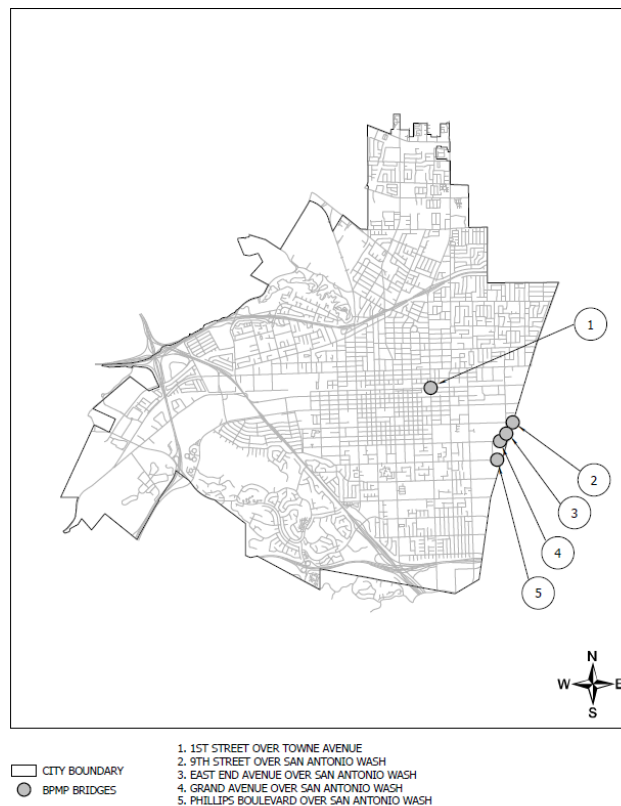 1
2
3
4
5
N
W E
S
CITY BOUNDARY
BPMP BRIDGES
1. 1ST STREET OVER TOWNE AVENUE
2. 9TH STREET OVER SAN ANTONIO WASH
3. EAST END AVENUE OVER SAN ANTONIO WASH
4. GRAND AVENUE OVER SAN ANTONIO WASH
5. PHILLIPS BOULEVARD OVER SAN ANTONIO WASH